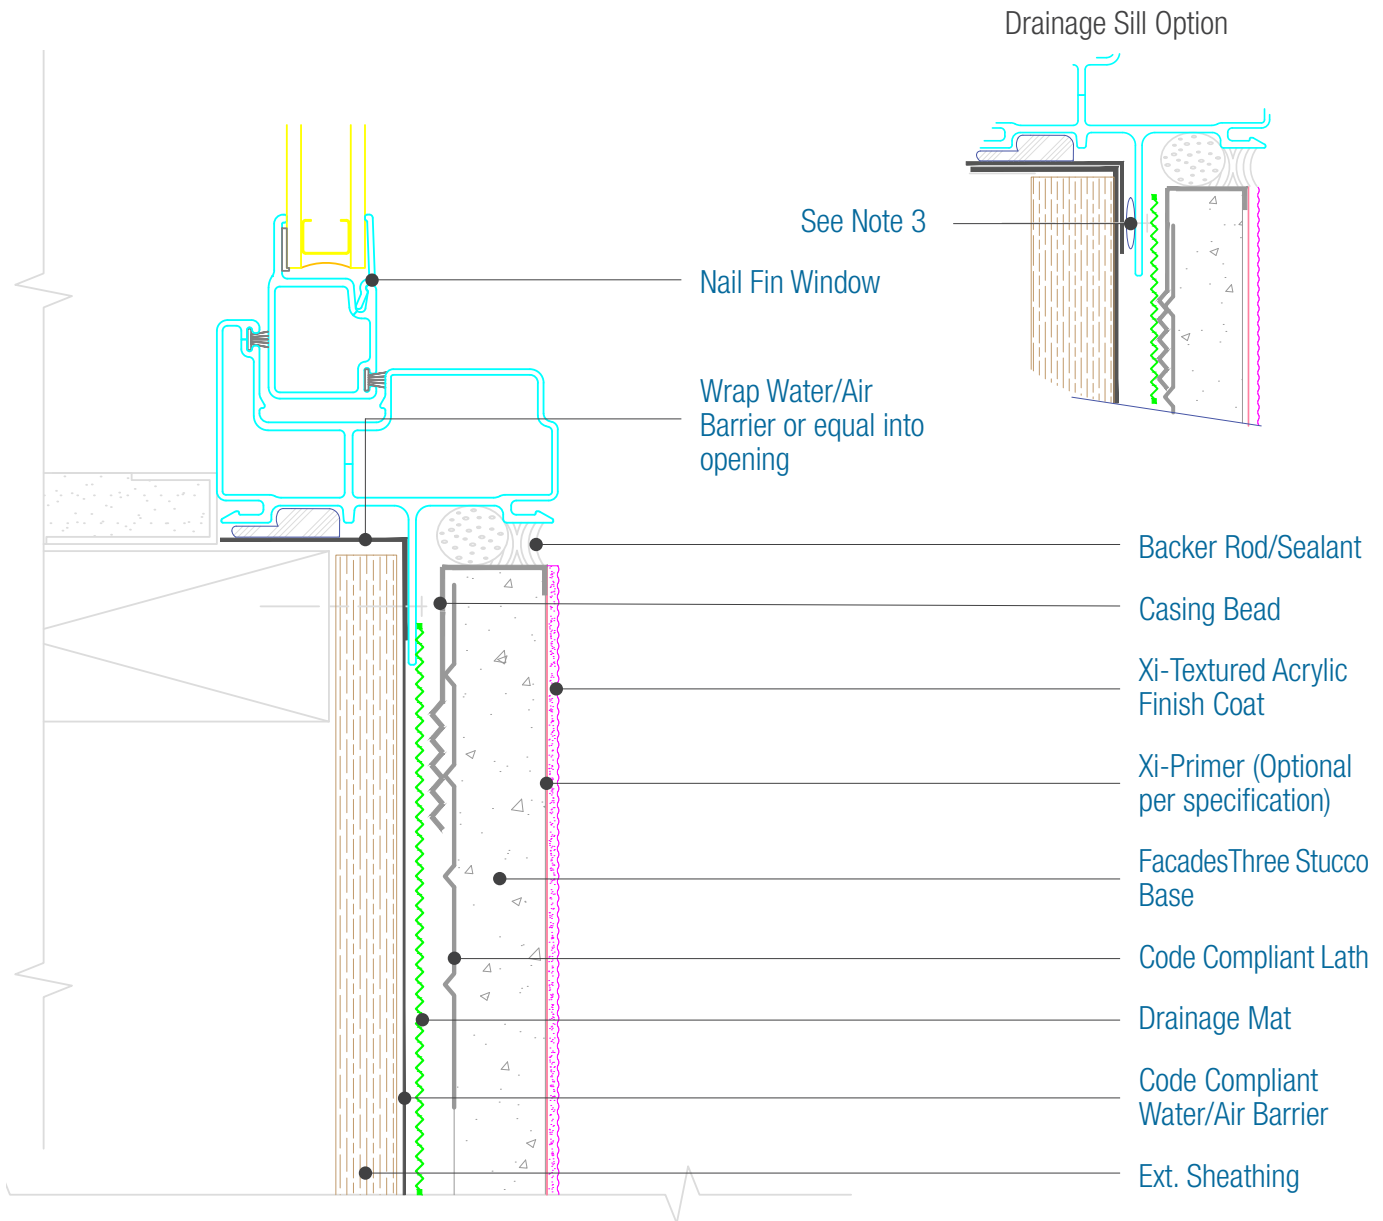 Drainage Sill Option
See Note 3
Nail Fin Window
Wrap Water/Air
Barrier or equal into
opening
Backer Rod/Sealant
Casing Bead
Xi-Textured Acrylic
Finish Coat
Xi-Primer (Optional
per specification)
FacadesThree Stucco
Base
Code Compliant Lath
Drainage Mat
Code Compliant
Water/Air Barrier
Ext. Sheathing